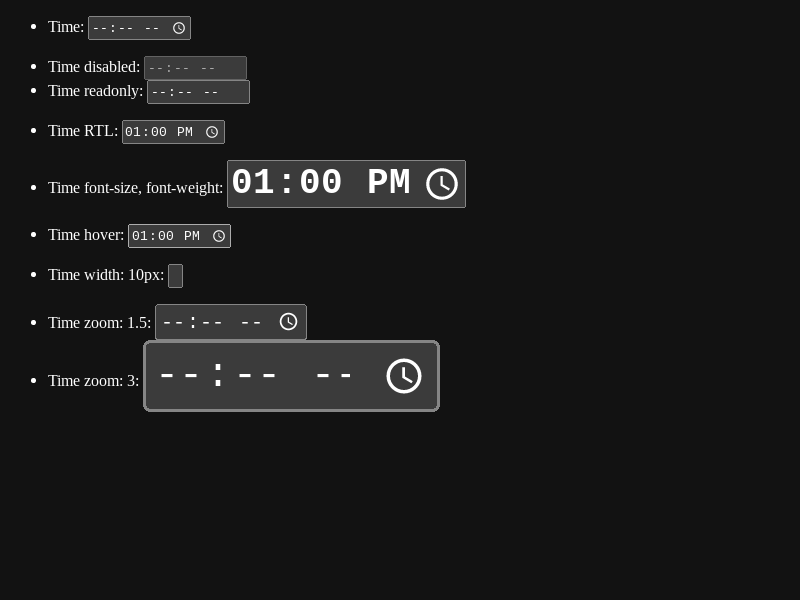 Time: --:-- --
Time disabled: --:-- --
Time readonly: --:-- --
Time RTL: 01:00 PM
Time font-size, font-weight: 01:00 PM
Time hover: 01:00 PM
Time width: 10px:
Time zoom: 1.5: --:-- --
Time zoom: 3: --:-- --